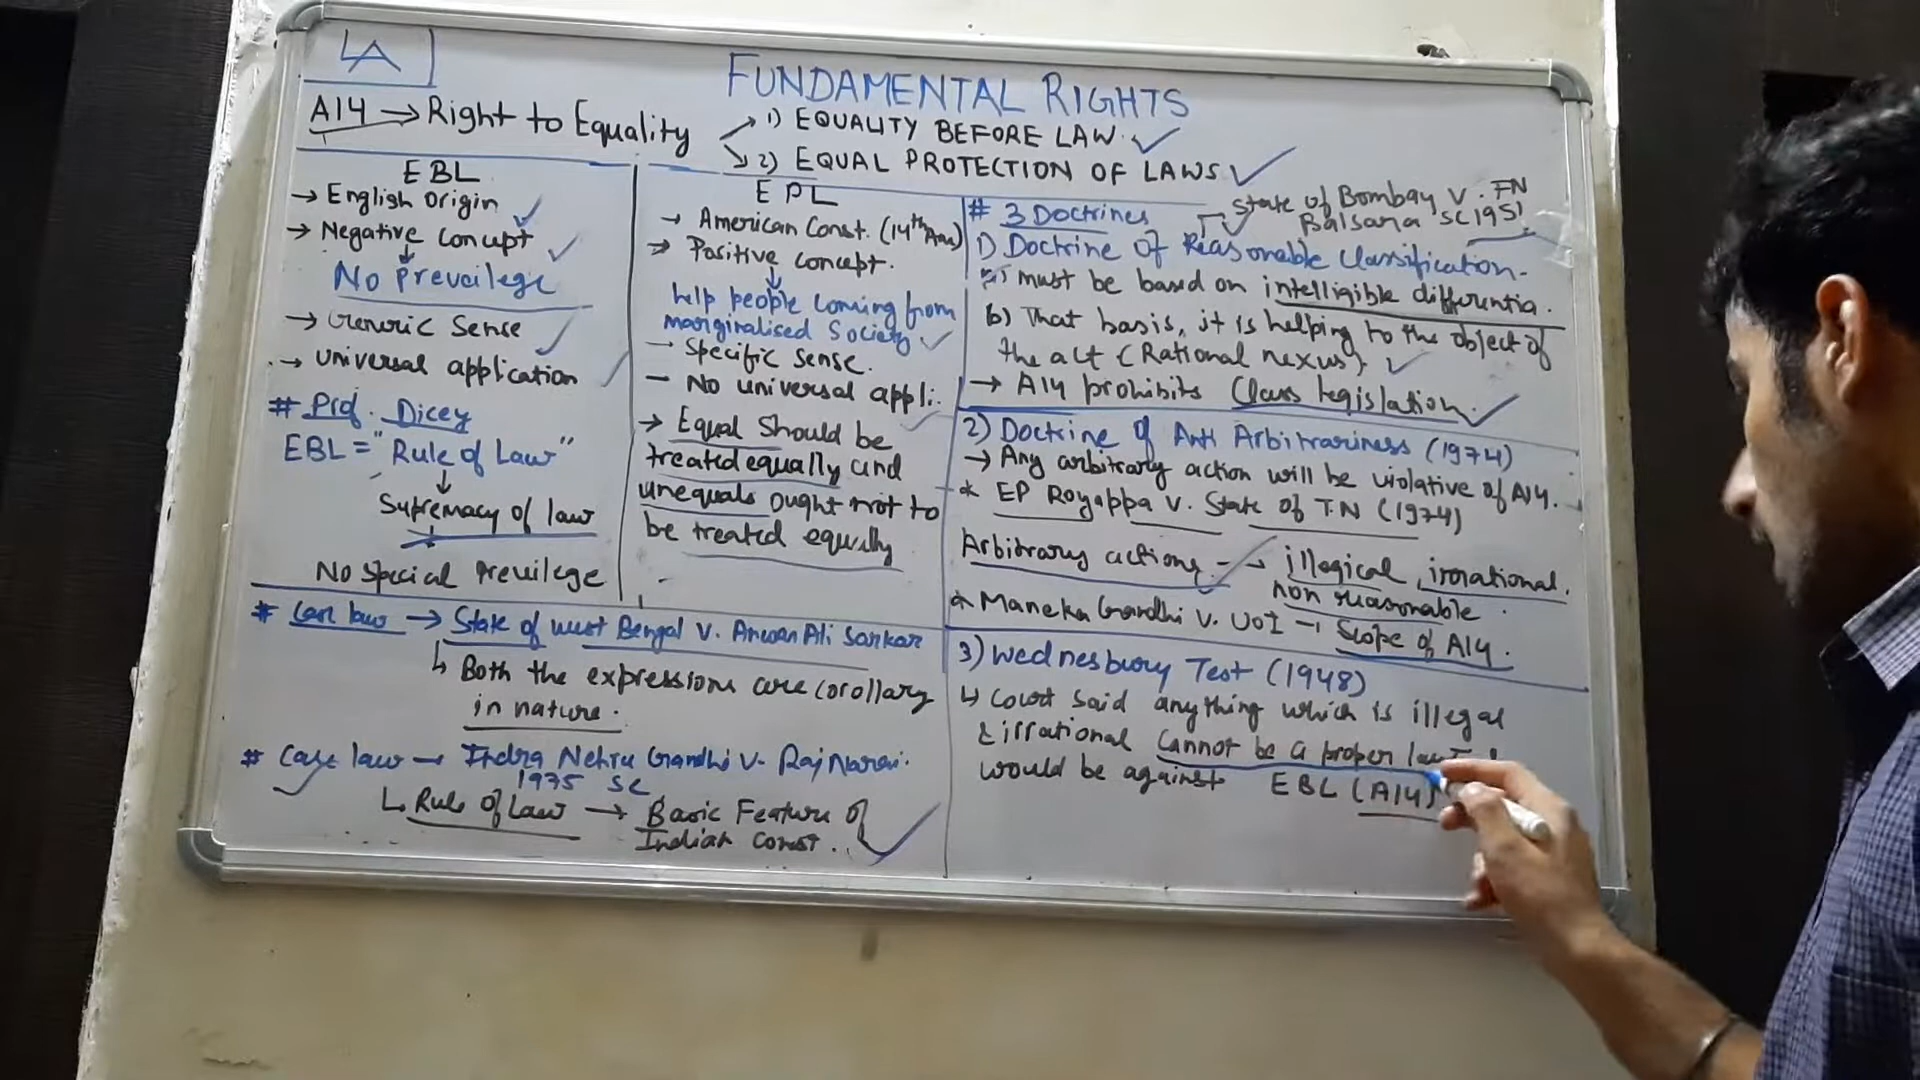 LA
FUNDAMENTAL RIGHTS
A14 → Right to Equality
1) EQUALITY BEFORE LAW.
2) EQUAL PROTECTION OF LAWS
EBL
→ English Origin
→ Negative concept
No Prevailege
→ Generic Sense
→ Universal application
# Prof. Dicey
EBL = "Rule of Law"
Supremacy of law
No Special Previlege
EPL
→ American Const. (14th Am)
→ Positive concept.
help people coming from
marginalised Society
— Specific sense.
— No universal appli.
→ Equal Should be
treated equally and
unequals ought not to
be treated equally
# Case law → State of West Bengal V. Anwar Ali Sarkar
↳ Both the expressions are corollary
in nature.
# Case law → Indra Nehru Gandhi V. Raj Narai.
1975 SC
↳ Rule of Law → Basic Feature of
Indian Const..
# 3 Doctrines
State of Bombay V. FN
Balsara SC 1951
1) Doctrine of Reasonable Classification.
must be based on intelligible differentia.
b) That basis, it is helping to the object of
the act (Rational nexus)
→ A14 prohibits Class legislation.
2) Doctrine of Anti Arbitrariness (1974)
→ Any arbitrary action will be violative of A14.
* EP Royappa V. State of T.N (1974)
Arbitrary actions - → illogical, irrational,
non reasonable.
* Maneka Gandhi V. UOI → Scope of A14.
3) Wednesbury Test (1948)
↳ Court said anything which is illegal
& irrational cannot be a proper law
would be against EBL (A14)